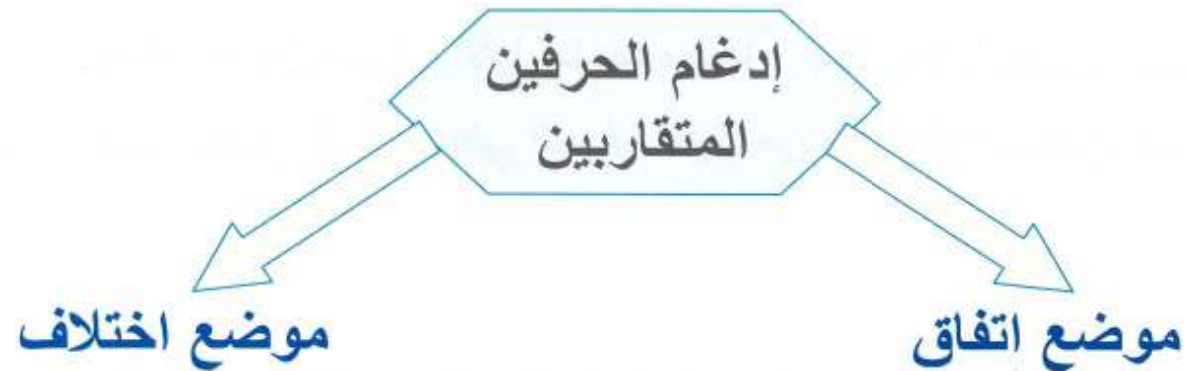 إدغام الحرفين
المتقاربين
موضع اتفاق
موضع اختلاف